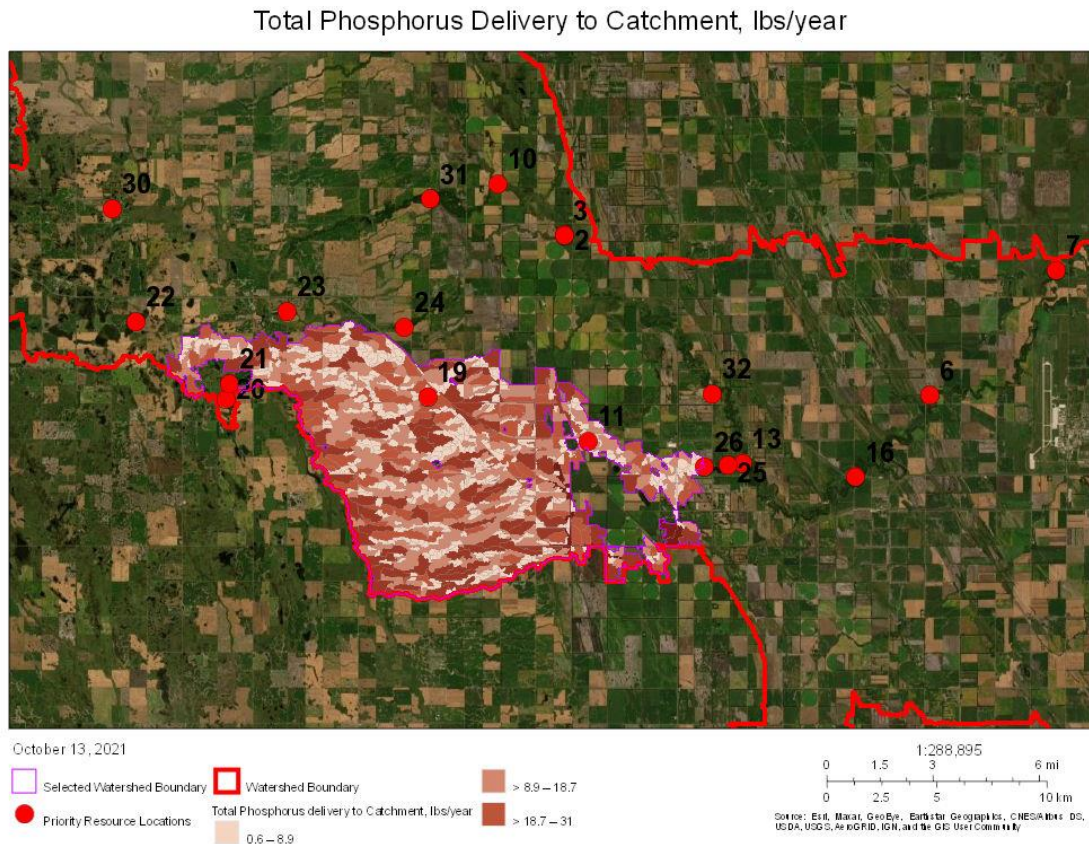 Total Phosphorus Delivery to Catchment, lbs/year
10
31
30
3
2
7
23
22
24
21
20
19
32
6
11
26
13
25
16
October 13, 2021
1:288,895
0 1.5 3 6 mi
0 2.5 5 10 km
Selected Watershed Boundary
Watershed Boundary
> 8.9 – 18.7
Priority Resource Locations
Total Phosphorus delivery to Catchment, lbs/year
> 18.7 – 31
0.6 – 8.9
Source: Esri, Maxar, GeoEye, Earthstar Geographics, CNES/Airbus DS,
USDA, USGS, AeroGRID, IGN, and the GIS User Community